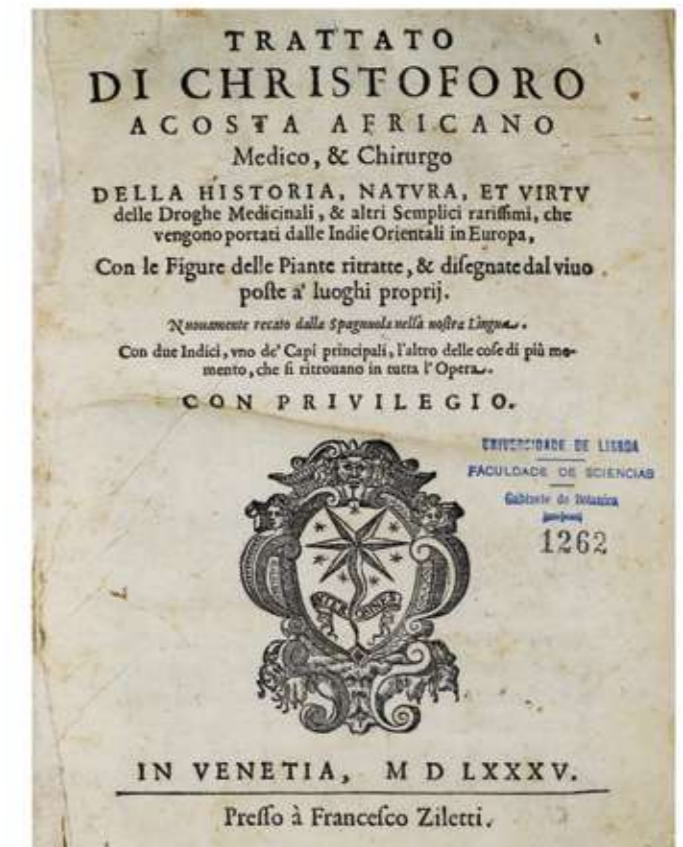 TRATTATO
DI CHRISTOFORO
ACOSTA AFRICANO
Medico, & Chirurgo
DELLA HISTORIA, NATVRA, ET VIRTV
delle Droghe Medicinali, & altri Semplici rariſſimi, che
vengono portati dalle Indie Orientali in Europa,
Con le Figure delle Piante ritratte, & diſegnate dal viuo
poſte a' luoghi proprij.
Nuouamente recato dalla Spagnuola neſſa noſtra Lingua.
Con due Indici, vno de' Capi principali, l'altro delle coſe di più mo-
mento, che ſi ritrouano in tutta l'Opera.
CON PRIVILEGIO.
UNIVERSIDADE DE LISBOA
FACULDADE DE SCIENCIAS
Gabinete de Botanica
1262
IN VENETIA, M D LXXXV.
Preſſo à Franceſco Ziletti.